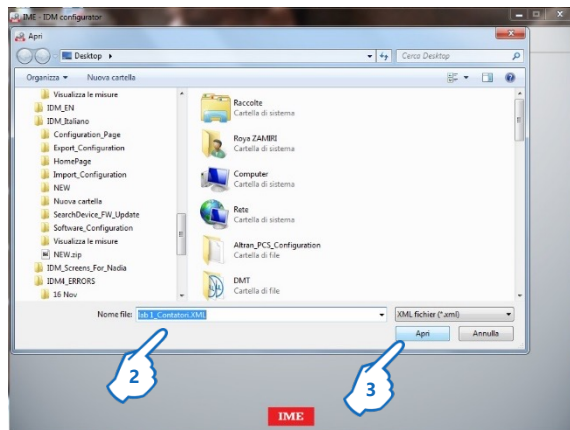 IME - IDM configurator
Apri
Desktop
Cerca Desktop
Organizza
Nuova cartella
Visualizza le misure
IDM_EN
IDM_Italiano
Configuration_Page
Export_Configuration
HomePage
Import_Configuration
NEW
Nuova cartella
SearchDevice_FW_Update
Software_Configuration
Visualizza le misure
NEW.zip
IDM_Screens_For_Nadia
IDM4_ERRORS
16 Nov
Raccolte
Cartella di sistema
Roya ZAMIRI
Cartella di sistema
Computer
Cartella di sistema
Rete
Cartella di sistema
Altran_PCS_Configuration
Cartella di file
DMT
Cartella di file
Nome file: lab 1_Contatori.XML
XML fichier (*.xml)
Apri Annulla
2
3
IME